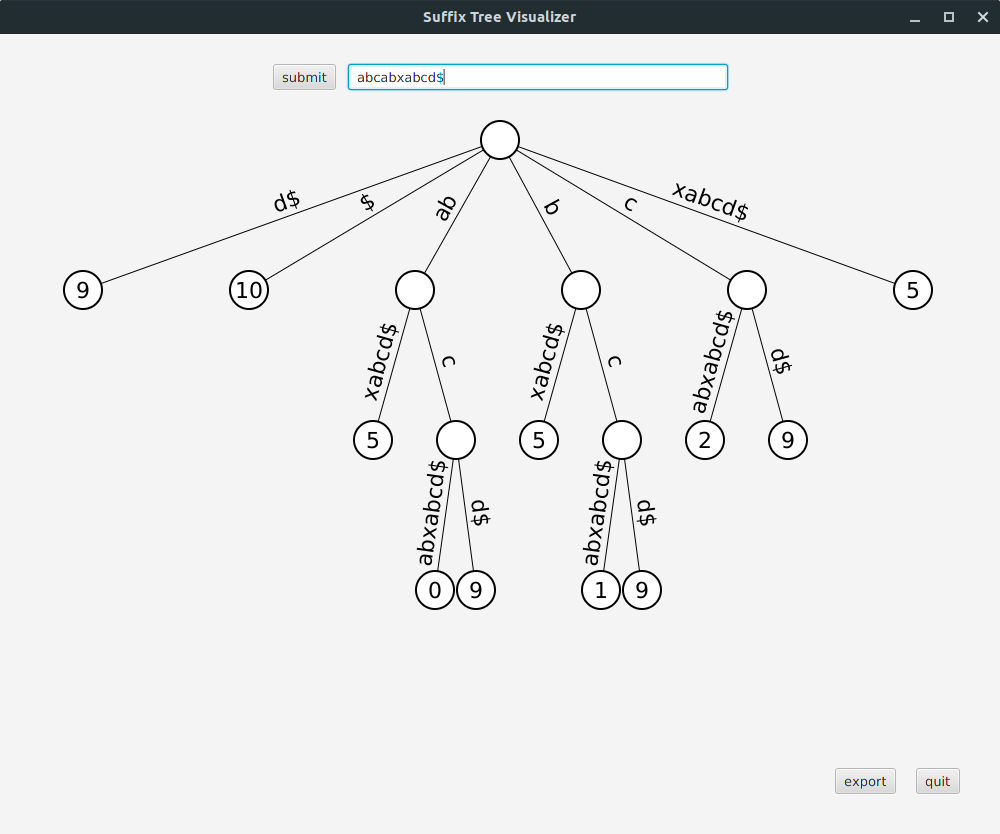 Suffix Tree Visualizer
submit abcabxabcd$
d$ $ ab b c xabcd$
9 10 5
xabcd$ c xabcd$ c abxabcd$ d$
5 5 2 9
abxabcd$ d$ abxabcd$ d$
0 9 1 9
export quit